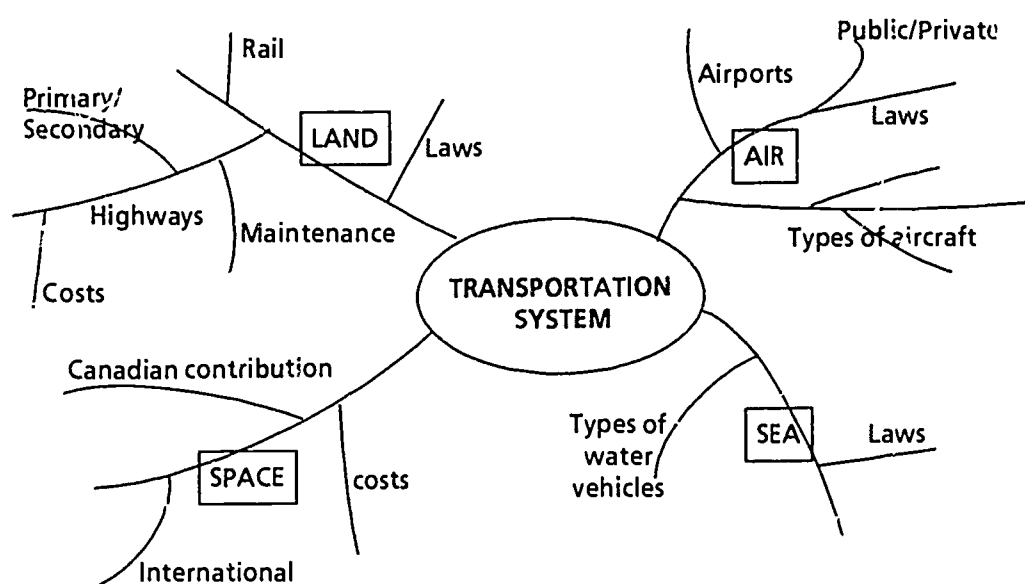 Public/Private
Rail
Airports
Primary/
Secondary
LAND
Laws
Laws
AIR
Highways
Maintenance
Types of aircraft
Costs
TRANSPORTATION
SYSTEM
Canadian contribution
Types of
water
vehicles
SEA
Laws
SPACE
costs
International